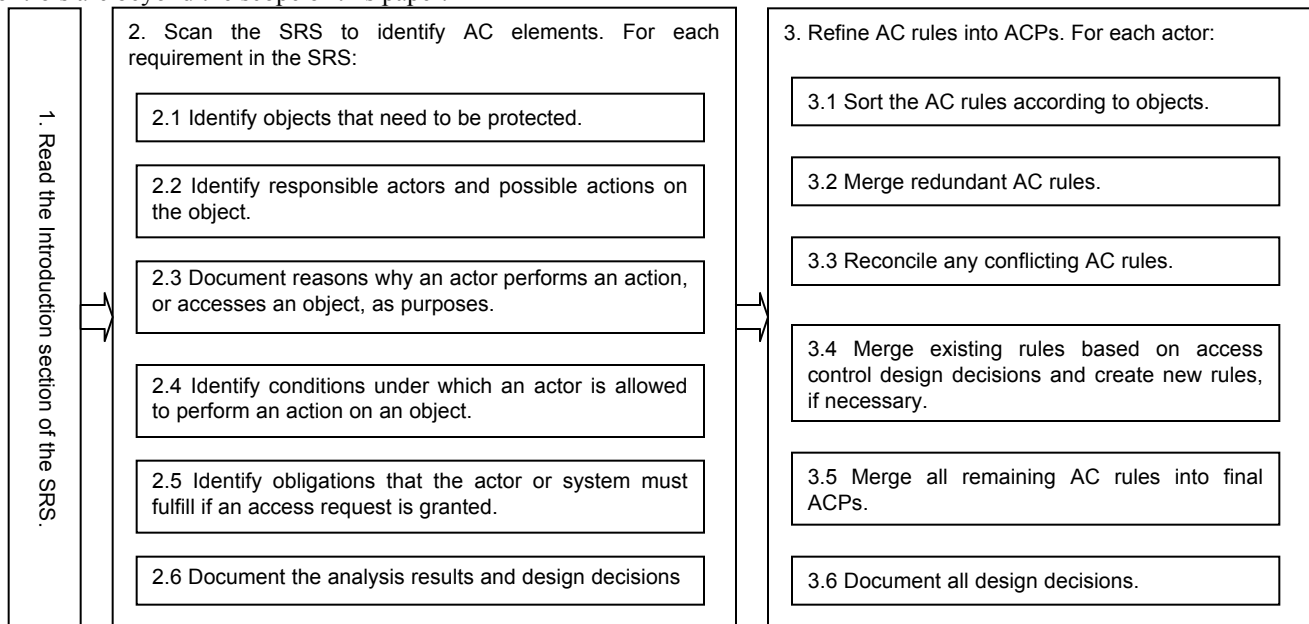 1. Read the Introduction section of the SRS.
2. Scan the SRS to identify AC elements. For each
requirement in the SRS:
2.1 Identify objects that need to be protected.
2.2 Identify responsible actors and possible actions on
the object.
2.3 Document reasons why an actor performs an action,
or accesses an object, as purposes.
2.4 Identify conditions under which an actor is allowed
to perform an action on an object.
2.5 Identify obligations that the actor or system must
fulfill if an access request is granted.
2.6 Document the analysis results and design decisions
3. Refine AC rules into ACPs. For each actor:
3.1 Sort the AC rules according to objects.
3.2 Merge redundant AC rules.
3.3 Reconcile any conflicting AC rules.
3.4 Merge existing rules based on access
control design decisions and create new rules,
if necessary.
3.5 Merge all remaining AC rules into final
ACPs.
3.6 Document all design decisions.